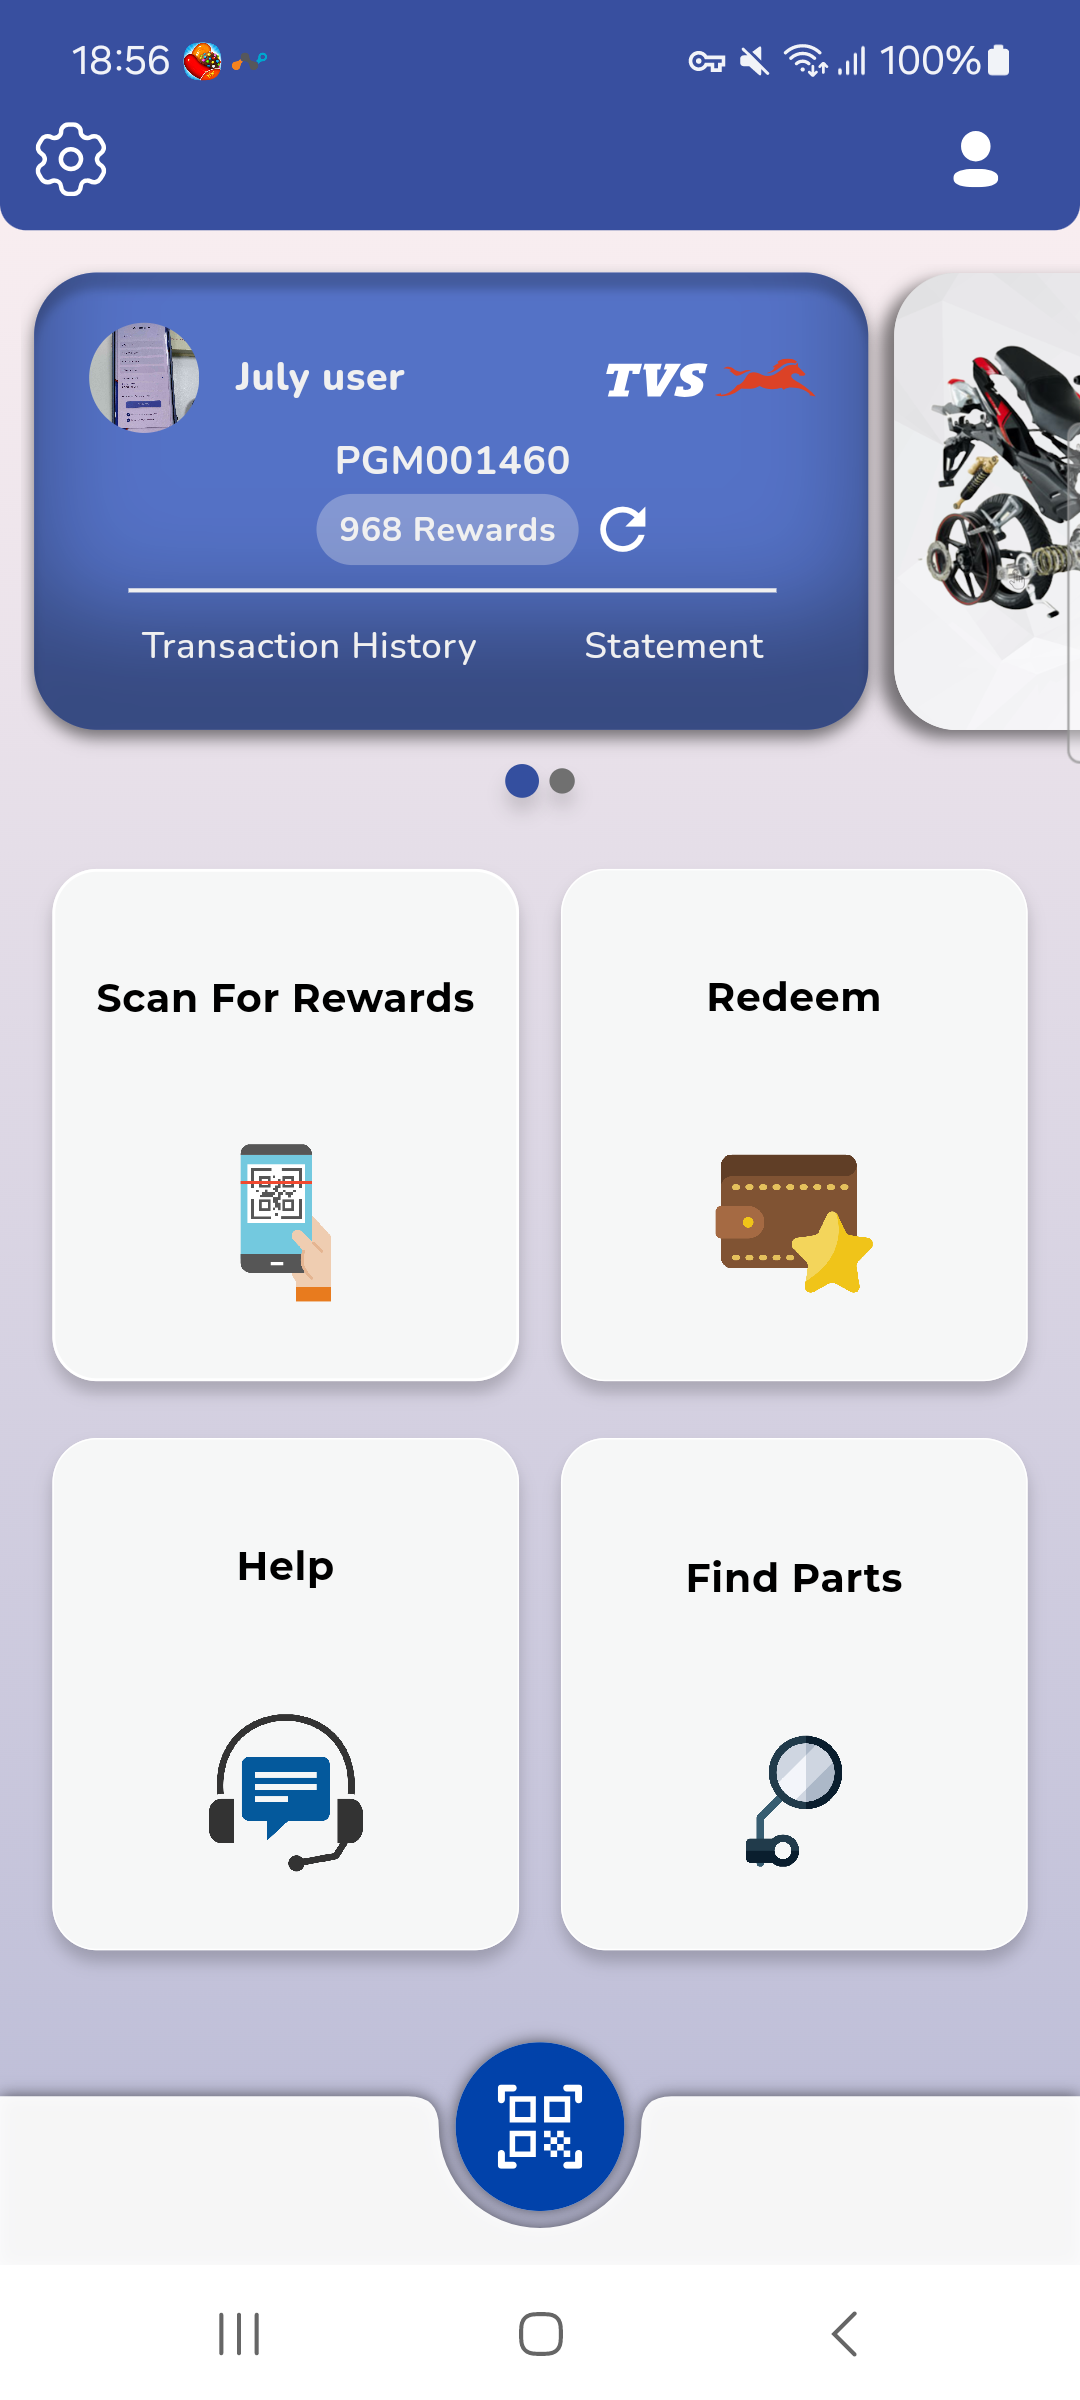 18:56
100%
July user
TVS
PGM001460
968 Rewards
Transaction History Statement
Scan For Rewards
Redeem
Help
Find Parts